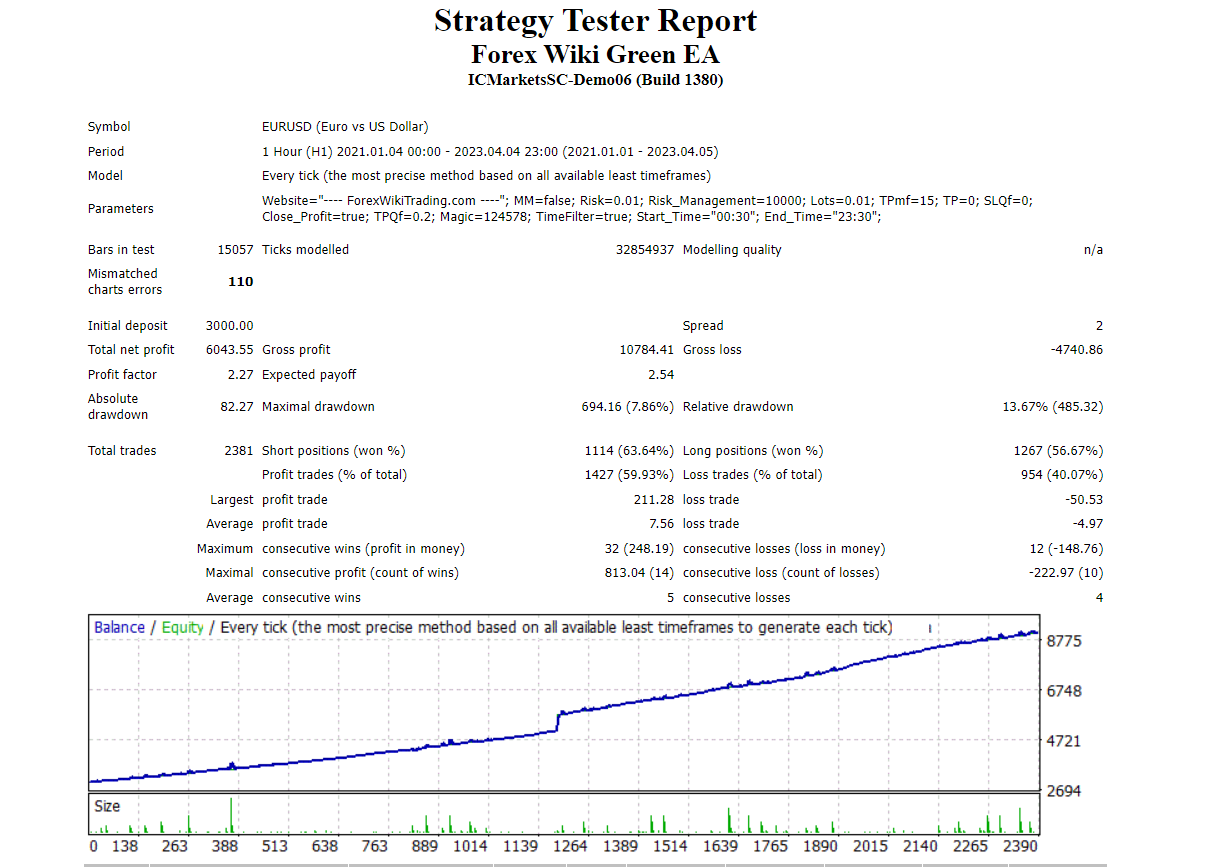 Strategy Tester Report
Forex Wiki Green EA
ICMarketsSC-Demo06 (Build 1380)
Symbol EURUSD (Euro vs US Dollar)
Period 1 Hour (H1) 2021.01.04 00:00 - 2023.04.04 23:00 (2021.01.01 - 2023.04.05)
Model Every tick (the most precise method based on all available least timeframes)
Parameters Website="---- ForexWikiTrading.com ----"; MM=false; Risk=0.01; Risk_Management=10000; Lots=0.01; TPmf=15; TP=0; SLQf=0;
Close_Profit=true; TPQf=0.2; Magic=124578; TimeFilter=true; Start_Time="00:30"; End_Time="23:30";
Bars in test 15057 Ticks modelled 32854937 Modelling quality n/a
Mismatched
charts errors 110
Initial deposit 3000.00 Spread 2
Total net profit 6043.55 Gross profit 10784.41 Gross loss -4740.86
Profit factor 2.27 Expected payoff 2.54
Absolute
drawdown 82.27 Maximal drawdown 694.16 (7.86%) Relative drawdown 13.67% (485.32)
Total trades 2381 Short positions (won %) 1114 (63.64%) Long positions (won %) 1267 (56.67%)
Profit trades (% of total) 1427 (59.93%) Loss trades (% of total) 954 (40.07%)
Largest profit trade 211.28 loss trade -50.53
Average profit trade 7.56 loss trade -4.97
Maximum consecutive wins (profit in money) 32 (248.19) consecutive losses (loss in money) 12 (-148.76)
Maximal consecutive profit (count of wins) 813.04 (14) consecutive loss (count of losses) -222.97 (10)
Average consecutive wins 5 consecutive losses 4
Balance / Equity / Every tick (the most precise method based on all available least timeframes to generate each tick)
8775
6748
4721
2694
Size
0 138 263 388 513 638 763 889 1014 1139 1264 1389 1514 1639 1765 1890 2015 2140 2265 2390